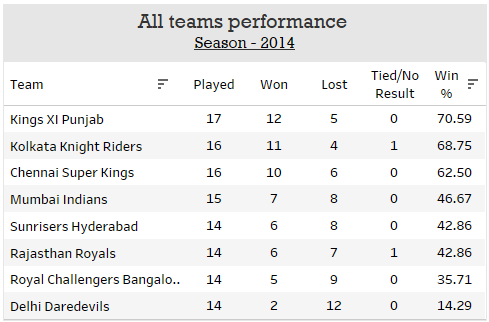 All teams performance
Season - 2014
Team Played Won Lost Tied/No Result Win %
Kings XI Punjab 17 12 5 0 70.59
Kolkata Knight Riders 16 11 4 1 68.75
Chennai Super Kings 16 10 6 0 62.50
Mumbai Indians 15 7 8 0 46.67
Sunrisers Hyderabad 14 6 8 0 42.86
Rajasthan Royals 14 6 7 1 42.86
Royal Challengers Bangalo.. 14 5 9 0 35.71
Delhi Daredevils 14 2 12 0 14.29